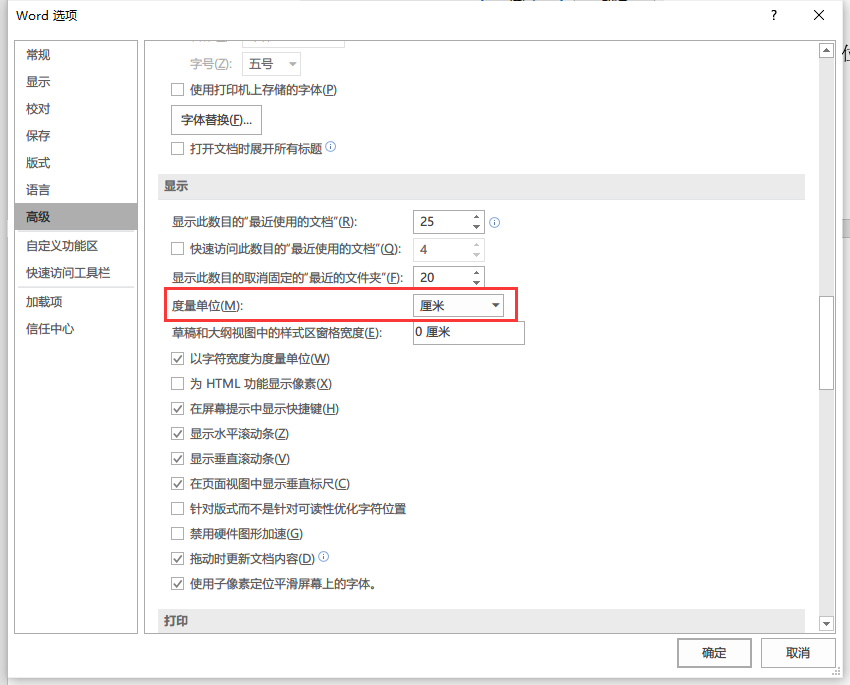 Word 选项
?
常规
显示
校对
保存
版式
语言
高级
自定义功能区
快速访问工具栏
加载项
信任中心
字号(Z): 五号
使用打印机上存储的字体(P)
字体替换(F)...
打开文档时展开所有标题
显示
显示此数目的“最近使用的文档”(R): 25
快速访问此数目的“最近使用的文档”(Q): 4
显示此数目的取消固定的“最近的文件夹”(F): 20
度量单位(M): 厘米
草稿和大纲视图中的样式区窗格宽度(E): 0 厘米
以字符宽度为度量单位(W)
为 HTML 功能显示像素(X)
在屏幕提示中显示快捷键(H)
显示水平滚动条(Z)
显示垂直滚动条(V)
在页面视图中显示垂直标尺(C)
针对版式而不是针对可读性优化字符位置
禁用硬件图形加速(G)
拖动时更新文档内容(D)
使用子像素定位平滑屏幕上的字体。
打印
确定
取消